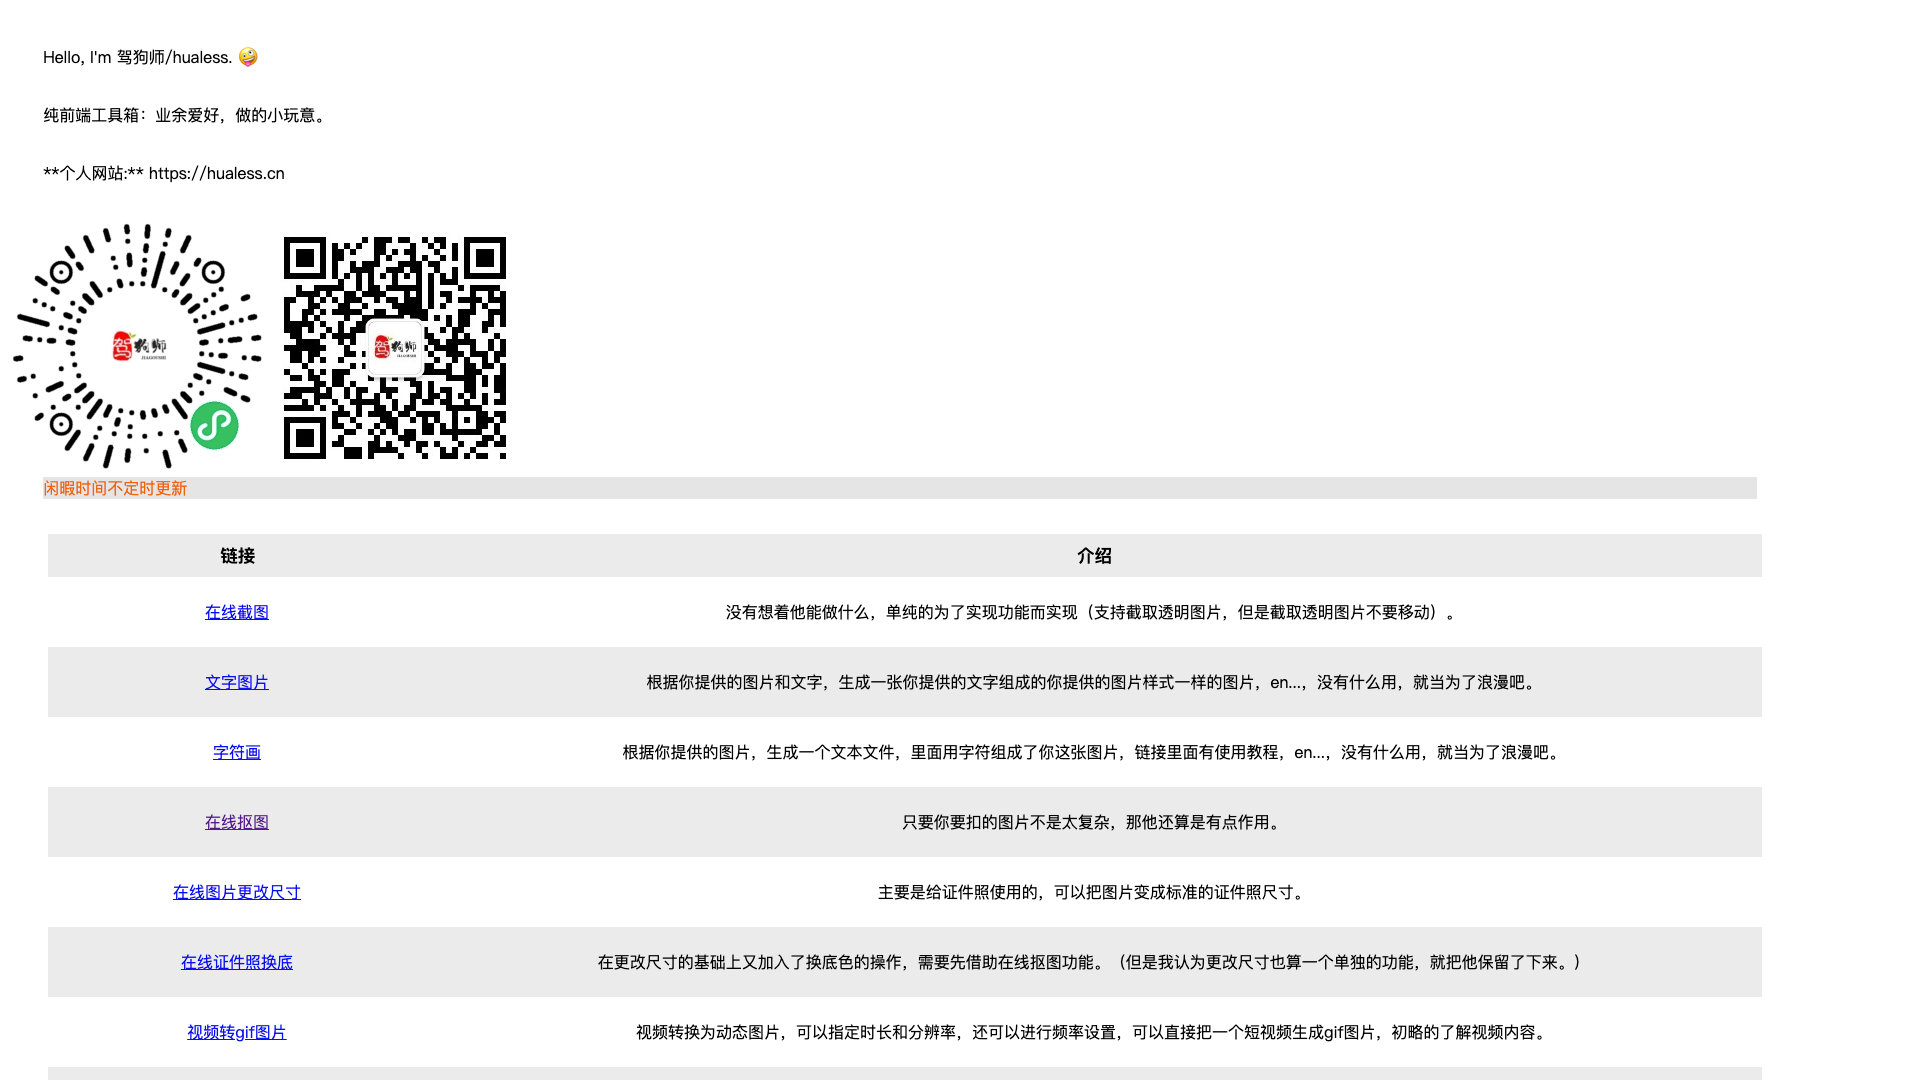 Hello, I'm 驾狗师/hualess. 🤪
纯前端工具箱：业余爱好，做的小玩意。
**个人网站:** https://hualess.cn
驾狗师
JIAGOUSHI
驾狗师
JIAGOUSHI
闲暇时间不定时更新
链接 介绍
在线截图 没有想着他能做什么，单纯的为了实现功能而实现（支持截取透明图片，但是截取透明图片不要移动）。
文字图片 根据你提供的图片和文字，生成一张你提供的文字组成的你提供的图片样式一样的图片，en...，没有什么用，就当为了浪漫吧。
字符画 根据你提供的图片，生成一个文本文件，里面用字符组成了你这张图片，链接里面有使用教程，en...，没有什么用，就当为了浪漫吧。
在线抠图 只要你要扣的图片不是太复杂，那他还算是有点作用。
在线图片更改尺寸 主要是给证件照使用的，可以把图片变成标准的证件照尺寸。
在线证件照换底 在更改尺寸的基础上又加入了换底色的操作，需要先借助在线抠图功能。（但是我认为更改尺寸也算一个单独的功能，就把他保留了下来。）
视频转gif图片 视频转换为动态图片，可以指定时长和分辨率，还可以进行频率设置，可以直接把一个短视频生成gif图片，初略的了解视频内容。